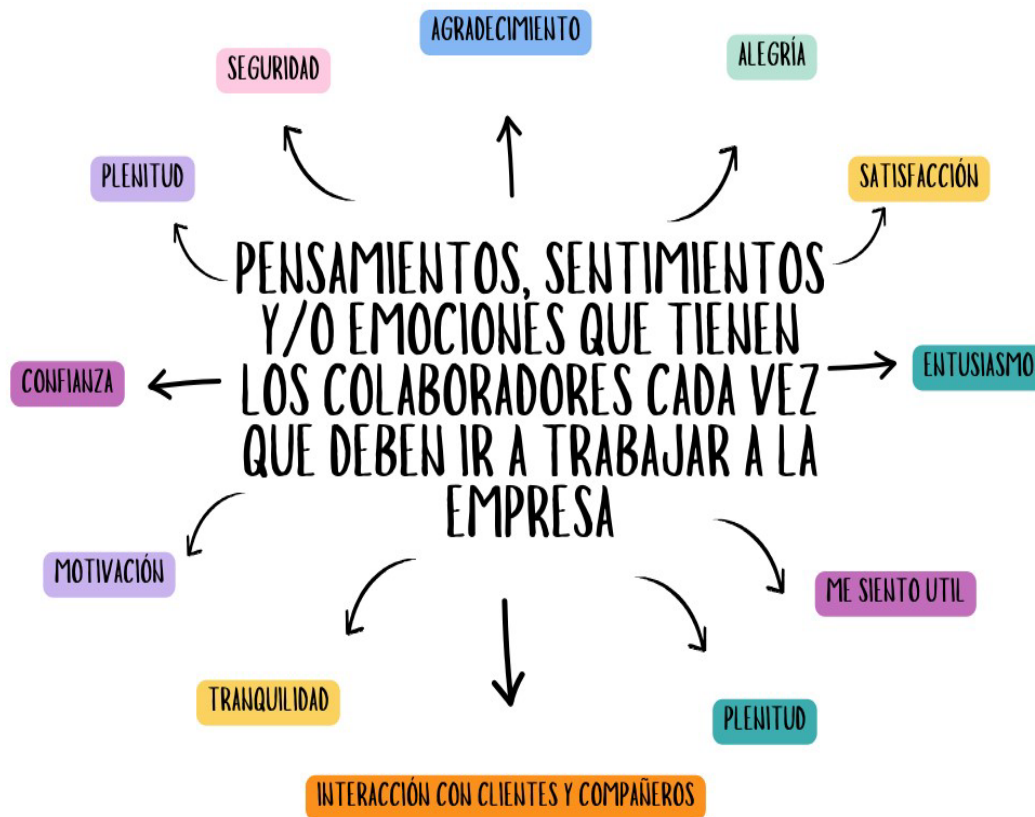 AGRADECIMIENTO
SEGURIDAD
ALEGRÍA
PLENITUD
SATISFACCIÓN
PENSAMIENTOS, SENTIMIENTOS
Y/O EMOCIONES QUE TIENEN
LOS COLABORADORES CADA VEZ
QUE DEBEN IR A TRABAJAR A LA
EMPRESA
CONFIANZA
ENTUSIASMO
MOTIVACIÓN
ME SIENTO UTIL
TRANQUILIDAD
PLENITUD
INTERACCIÓN CON CLIENTES Y COMPAÑEROS